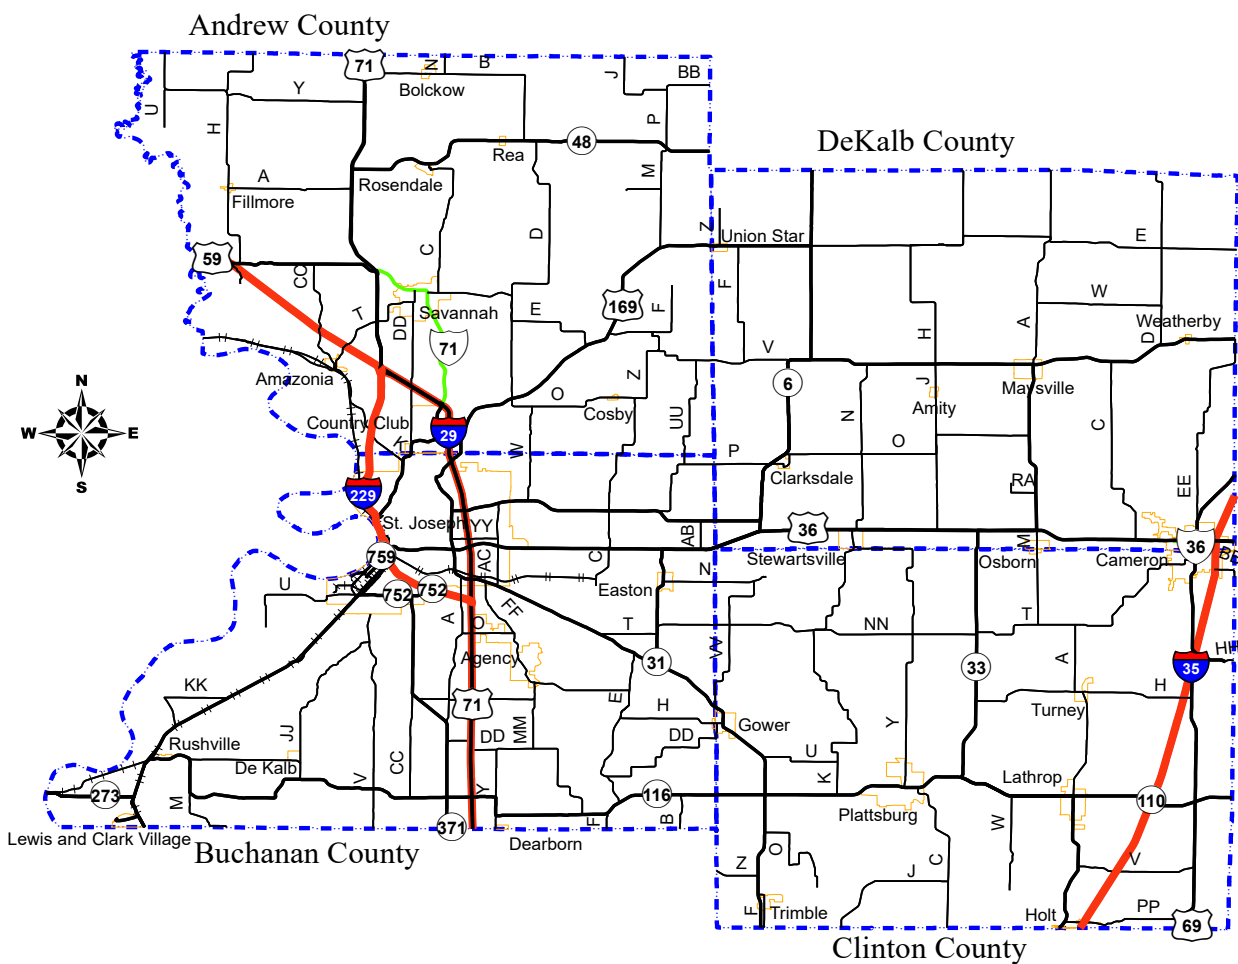 Andrew County
71
N
B
J
BB
Y
Bolckow
U
H
P
48
Rea
DeKalb County
A
Rosendale
M
Fillmore
Z
Union Star
C
D
E
59
CO
F
W
169
T
DD
Savannah
E
F
A
H
D
Weatherby
71
V
Amazonia
6
Z
J
Maysville
O
Cosby
Amity
Country Club
29
UU
N
C
N
W
E
S
K
W
O
P
Clarksdale
RA
EE
229
St. Joseph
YY
AB
36
M
36
759
AC
C
Stewartsville
Osborn
Cameron
BB
U
752
752
Easton
N
FF
A
O
T
NN
T
Agency
31
VV
33
A
35
HH
KK
71
E
H
Y
H
Turney
Rushville
JJ
DD
MM
DD
Gower
De Kalb
V
CC
U
K
Lathrop
273
M
Y
116
110
Plattsburg
W
Lewis and Clark Village
371
F
B
Dearborn
Buchanan County
O
C
V
Z
J
F
Trimble
Holt
PP
69
Clinton County